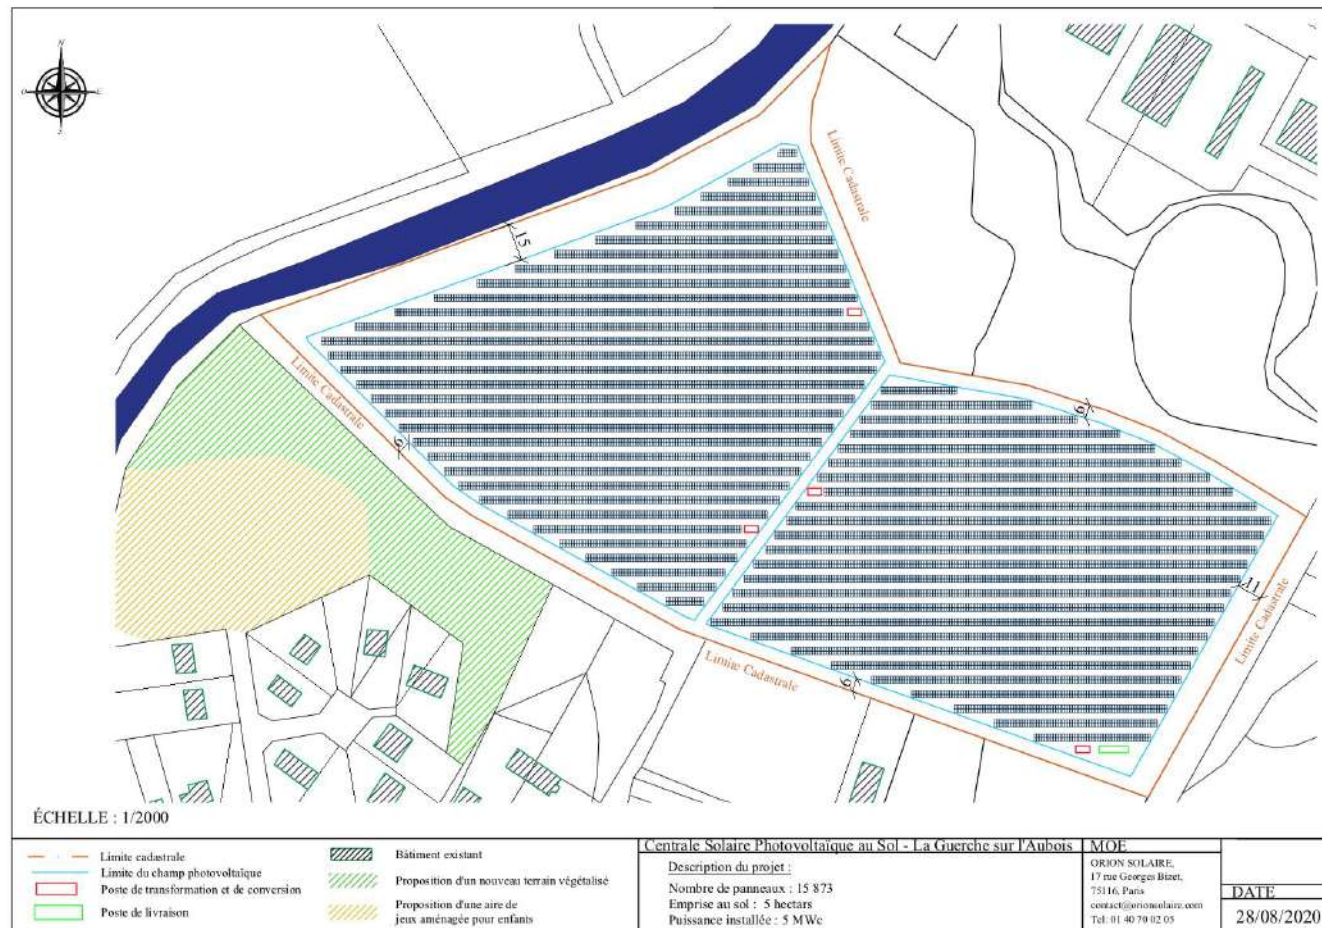 N
O
E
S
Limite Cadastrale
15
Limite Cadastrale
6
6
11
Limite Cadastrale
Limite Cadastrale
6
ÉCHELLE : 1/2000
Limite cadastrale
Limite du champ photovoltaïque
Poste de transformation et de conversion
Poste de livraison
Bâtiment existant
Proposition d'un nouveau terrain végétalisé
Proposition d'une aire de
jeux aménagée pour enfants
Centrale Solaire Photovoltaïque au Sol - La Guerche sur l'Aubois
Description du projet :
Nombre de panneaux : 15 873
Emprise au sol : 5 hectars
Puissance installée : 5 MWc
MOE
ORION SOLAIRE,
17 rue Georges Bizet,
75116, Paris
contact@orionsolaire.com
Tel: 01 40 70 02 05
DATE
28/08/2020